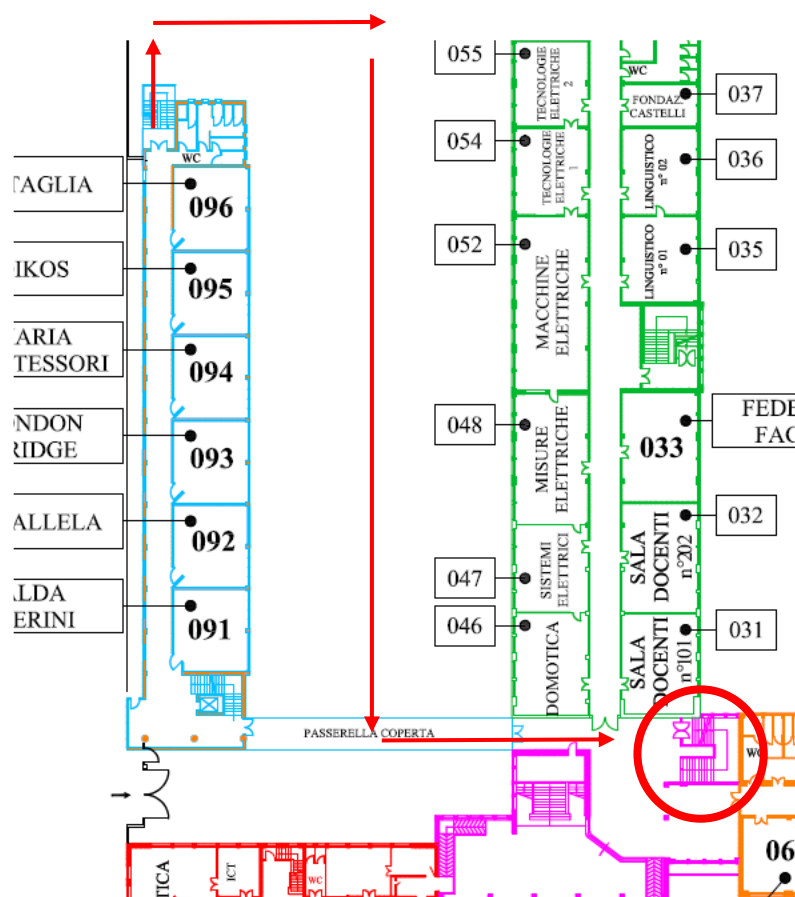 TAGLIA
IKOS
ARIA
TESSORI
ONDON
RIDGE
ALLELA
ALDA
ERINI
WC
096
095
094
093
092
091
PASSERELLA COPERTA
055
TECNOLOGIE
ELETTRICHE
2
054
TECNOLOGIE
ELETTRICHE
1
052
MACCHINE
ELETTRICHE
048
MISURE
ELETTRICHE
047
SISTEMI
ELETTRICI
046
DOMOTICA
WC
FONDAZ.
CASTELLI
037
LINGUISTICO
n° 02
036
LINGUISTICO
n° 01
035
033
FEDE
FAC
SALA
DOCENTI
n°202
032
SALA
DOCENTI
n°101
031
WC
06
TICA
ICT
WC